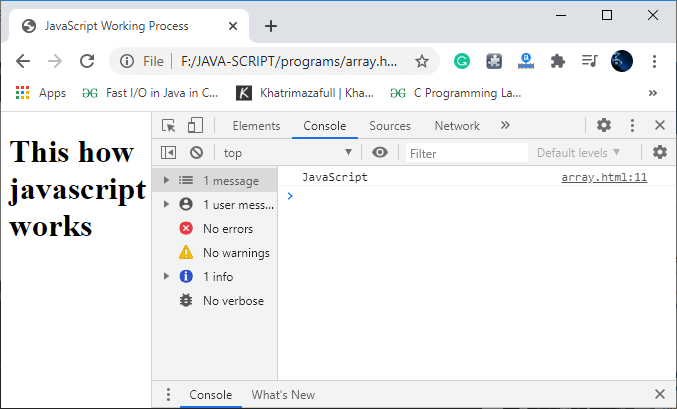 JavaScript Working Process
File | F:/JAVA-SCRIPT/programs/array.h...
Apps Fast I/O in Java in C... Khatrimazafull | Kha... C Programming La... »
This how
javascript
works
Elements Console Sources Network »
top Filter Default levels
1 message
1 user mess...
No errors
No warnings
1 info
No verbose
JavaScript array.html:11
Console What's New